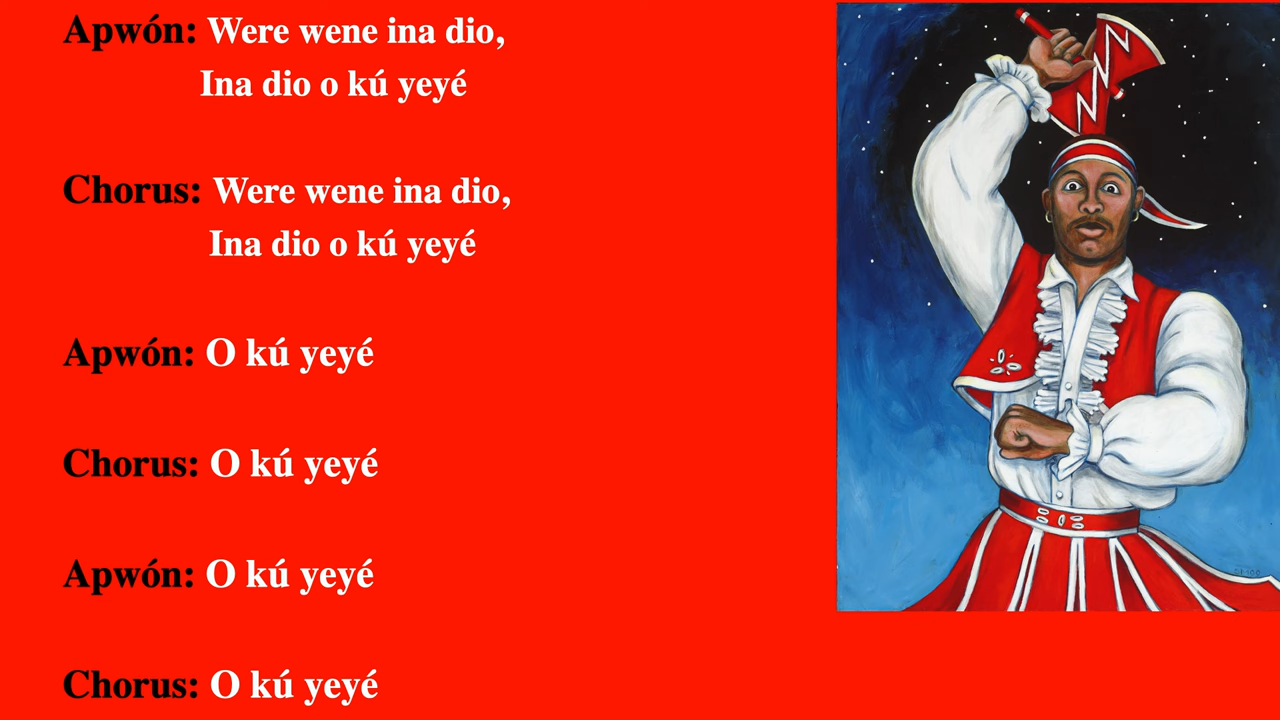 Apwón: Were wene ina dio,
Ina dio o kú yeyé
Chorus: Were wene ina dio,
Ina dio o kú yeyé
Apwón: O kú yeyé
Chorus: O kú yeyé
Apwón: O kú yeyé
Chorus: O kú yeyé